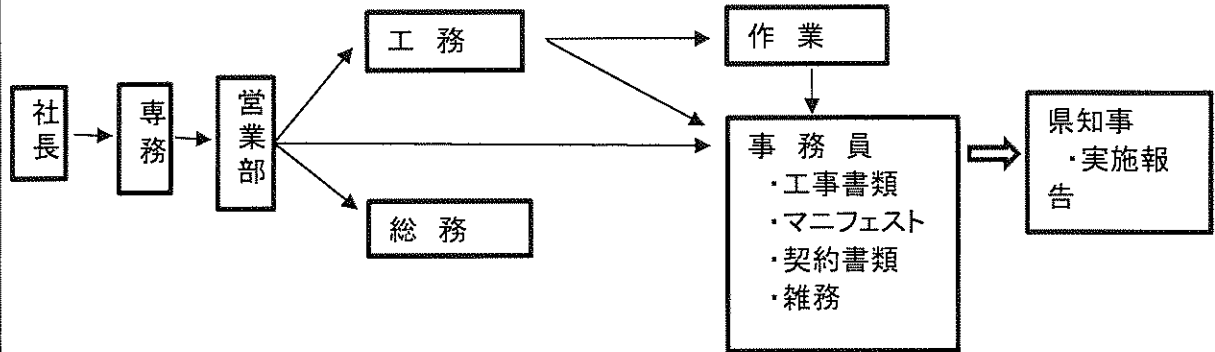 社長
専務
営業部
工 務
総 務
作 業
事 務 員
・工事書類
・マニフェスト
・契約書類
・雑務
県知事
・実施報
告